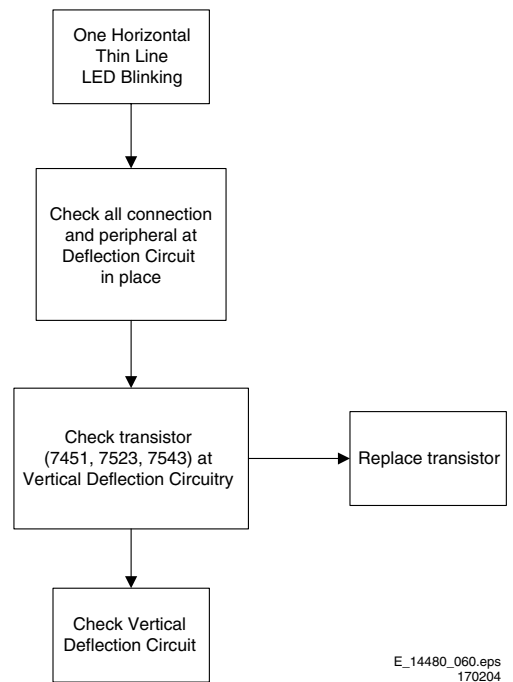 One Horizontal
Thin Line
LED Blinking
Check all connection
and peripheral at
Deflection Circuit
in place
Check transistor
(7451, 7523, 7543) at
Vertical Deflection Circuitry
Replace transistor
Check Vertical
Deflection Circuit
E_14480_060.eps
170204